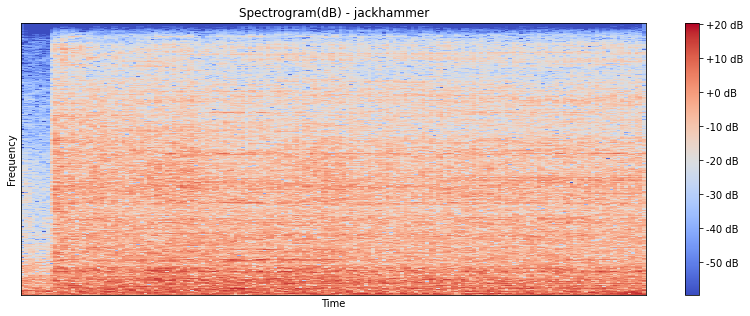 Spectrogram(dB) - jackhammer
Frequency
Time
+20 dB
+10 dB
+0 dB
-10 dB
-20 dB
-30 dB
-40 dB
-50 dB